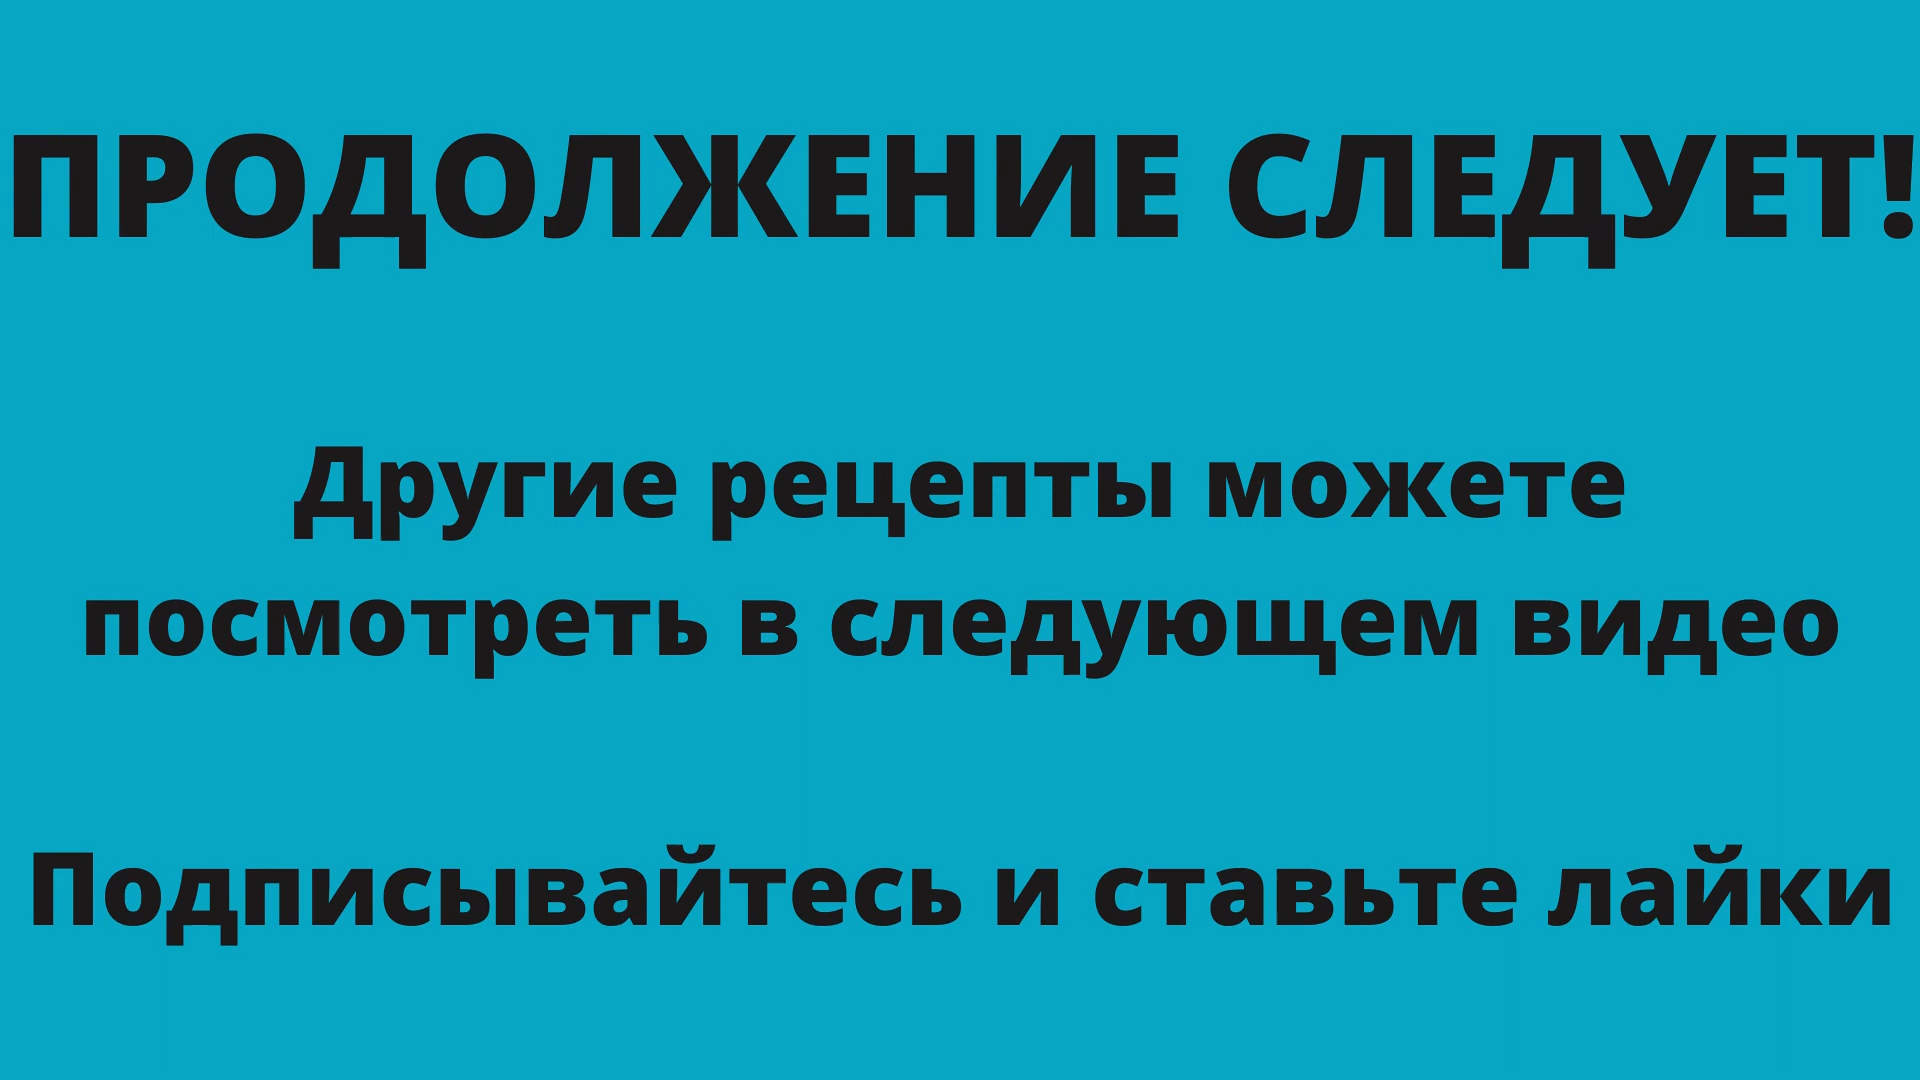 ПРОДОЛЖЕНИЕ СЛЕДУЕТ!
Другие рецепты можете
посмотреть в следующем видео
Подписывайтесь и ставьте лайки